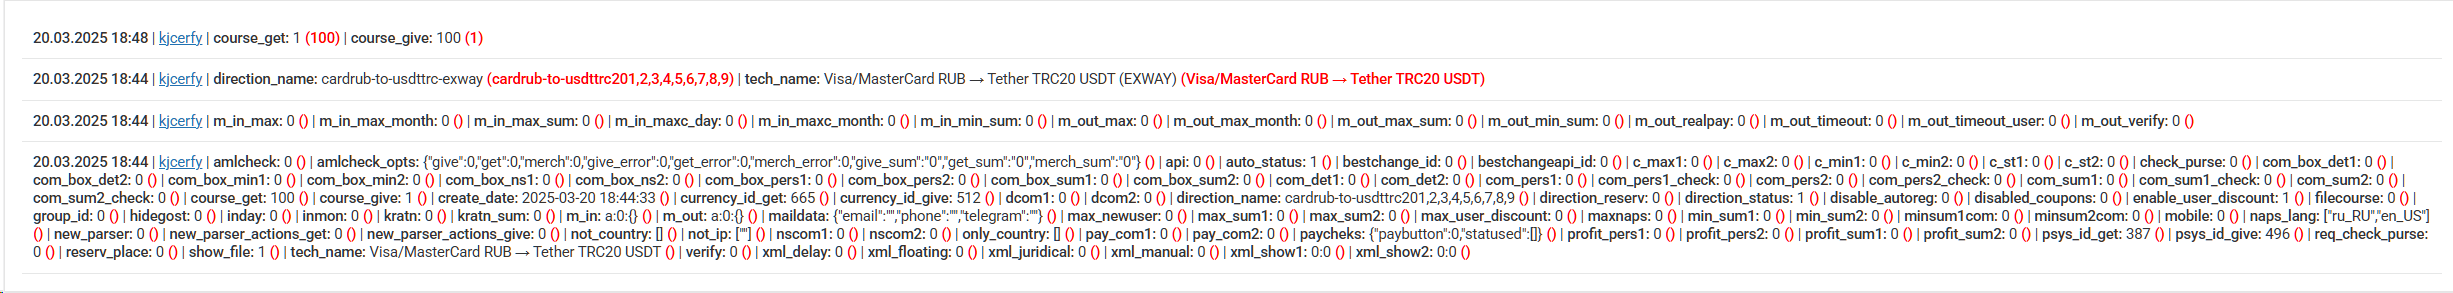 20.03.2025 18:48 | kjcerfy | course_get: 1 (100) | course_give: 100 (1)
20.03.2025 18:44 | kjcerfy | direction_name: cardrub-to-usdttrc-exway (cardrub-to-usdttrc201,2,3,4,5,6,7,8,9) | tech_name: Visa/MasterCard RUB → Tether TRC20 USDT (EXWAY) (Visa/MasterCard RUB → Tether TRC20 USDT)
20.03.2025 18:44 | kjcerfy | m_in_max: 0 () | m_in_max_month: 0 () | m_in_max_sum: 0 () | m_in_maxc_day: 0 () | m_in_maxc_month: 0 () | m_in_min_sum: 0 () | m_out_max: 0 () | m_out_max_month: 0 () | m_out_max_sum: 0 () | m_out_min_sum: 0 () | m_out_realpay: 0 () | m_out_timeout: 0 () | m_out_timeout_user: 0 () | m_out_verify: 0 ()
20.03.2025 18:44 | kjcerfy | amlcheck: 0 () | amlcheck_opts: {"give":0,"get":0,"merch":0,"give_error":0,"get_error":0,"merch_error":0,"give_sum":"0","get_sum":"0","merch_sum":"0"} () | api: 0 () | auto_status: 1 () | bestchange_id: 0 () | bestchangeapi_id: 0 () | c_max1: 0 () | c_max2: 0 () | c_min1: 0 () | c_min2: 0 () | c_st1: 0 () | c_st2: 0 () | check_purse: 0 () | com_box_det1: 0 () |
com_box_det2: 0 () | com_box_min1: 0 () | com_box_min2: 0 () | com_box_ns1: 0 () | com_box_ns2: 0 () | com_box_pers1: 0 () | com_box_pers2: 0 () | com_box_sum1: 0 () | com_box_sum2: 0 () | com_det1: 0 () | com_det2: 0 () | com_pers1: 0 () | com_pers1_check: 0 () | com_pers2: 0 () | com_pers2_check: 0 () | com_sum1: 0 () | com_sum1_check: 0 () | com_sum2: 0 () |
com_sum2_check: 0 () | course_get: 100 () | course_give: 1 () | create_date: 2025-03-20 18:44:33 () | currency_id_get: 665 () | currency_id_give: 512 () | dcom1: 0 () | dcom2: 0 () | direction_name: cardrub-to-usdttrc201,2,3,4,5,6,7,8,9 () | direction_reserv: 0 () | direction_status: 1 () | disable_autoreg: 0 () | disabled_coupons: 0 () | enable_user_discount: 1 () | filecourse: 0 () |
group_id: 0 () | hidegost: 0 () | inday: 0 () | inmon: 0 () | kratn: 0 () | kratn_sum: 0 () | m_in: a:0:{} () | m_out: a:0:{} () | maildata: {"email":"","phone":"","telegram":""} () | max_newuser: 0 () | max_sum1: 0 () | max_sum2: 0 () | max_user_discount: 0 () | maxnaps: 0 () | min_sum1: 0 () | min_sum2: 0 () | minsum1com: 0 () | minsum2com: 0 () | mobile: 0 () | naps_lang: ["ru_RU","en_US"]
() | new_parser: 0 () | new_parser_actions_get: 0 () | new_parser_actions_give: 0 () | not_country: [] () | not_ip: [""] () | nscom1: 0 () | nscom2: 0 () | only_country: [] () | pay_com1: 0 () | pay_com2: 0 () | paycheks: {"paybutton":0,"statused":[]} () | profit_pers1: 0 () | profit_pers2: 0 () | profit_sum1: 0 () | profit_sum2: 0 () | psys_id_get: 387 () | psys_id_give: 496 () | req_check_purse:
0 () | reserv_place: 0 () | show_file: 1 () | tech_name: Visa/MasterCard RUB → Tether TRC20 USDT () | verify: 0 () | xml_delay: 0 () | xml_floating: 0 () | xml_juridical: 0 () | xml_manual: 0 () | xml_show1: 0:0 () | xml_show2: 0:0 ()